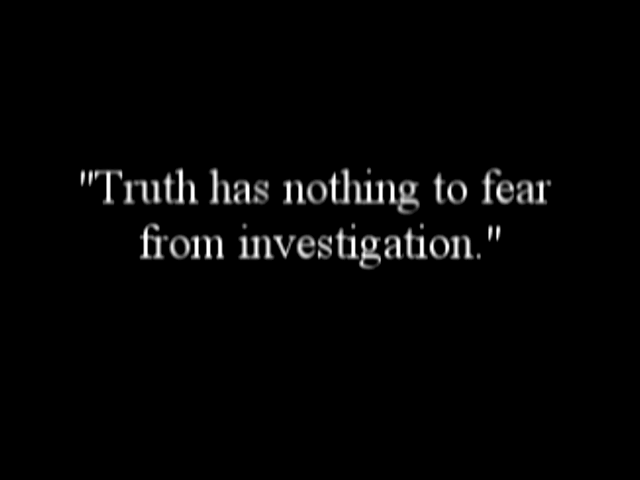 "Truth has nothing to fear
from investigation."